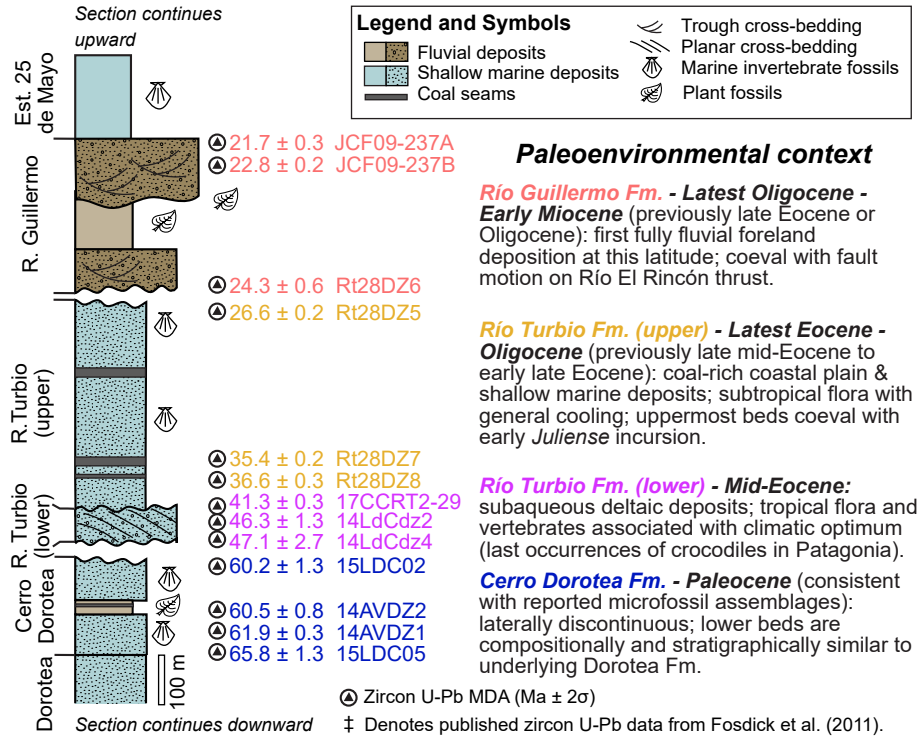 Section continues
upward
Legend and Symbols
Fluvial deposits
Shallow marine deposits
Coal seams
Trough cross-bedding
Planar cross-bedding
Marine invertebrate fossils
Plant fossils
Est. 25
de Mayo
R. Guillermo
R. Turbio
(upper)
R. Turbio
(lower)
Cerro
Dorotea
Dorotea
21.7 ± 0.3 JCF09-237A
22.8 ± 0.2 JCF09-237B
24.3 ± 0.6 Rt28DZ6
26.6 ± 0.2 Rt28DZ5
35.4 ± 0.2 Rt28DZ7
36.6 ± 0.3 Rt28DZ8
41.3 ± 0.3 17CCRT2-29
46.3 ± 1.3 14LdCdz2
47.1 ± 2.7 14LdCdz4
60.2 ± 1.3 15LDC02
60.5 ± 0.8 14AVDZ2
61.9 ± 0.3 14AVDZ1
65.8 ± 1.3 15LDC05
100 m
Paleoenvironmental context
Río Guillermo Fm. - Latest Oligocene -
Early Miocene (previously late Eocene or
Oligocene): first fully fluvial foreland
deposition at this latitude; coeval with fault
motion on Río El Rincón thrust.
Río Turbio Fm. (upper) - Latest Eocene -
Oligocene (previously late mid-Eocene to
early late Eocene): coal-rich coastal plain &
shallow marine deposits; subtropical flora with
general cooling; uppermost beds coeval with
early Juliense incursion.
Río Turbio Fm. (lower) - Mid-Eocene:
subaqueous deltaic deposits; tropical flora and
vertebrates associated with climatic optimum
(last occurrences of crocodiles in Patagonia).
Cerro Dorotea Fm. - Paleocene (consistent
with reported microfossil assemblages):
laterally discontinuous; lower beds are
compositionally and stratigraphically similar to
underlying Dorotea Fm.
Zircon U-Pb MDA (Ma ± 2σ)
Section continues downward
‡ Denotes published zircon U-Pb data from Fosdick et al. (2011).